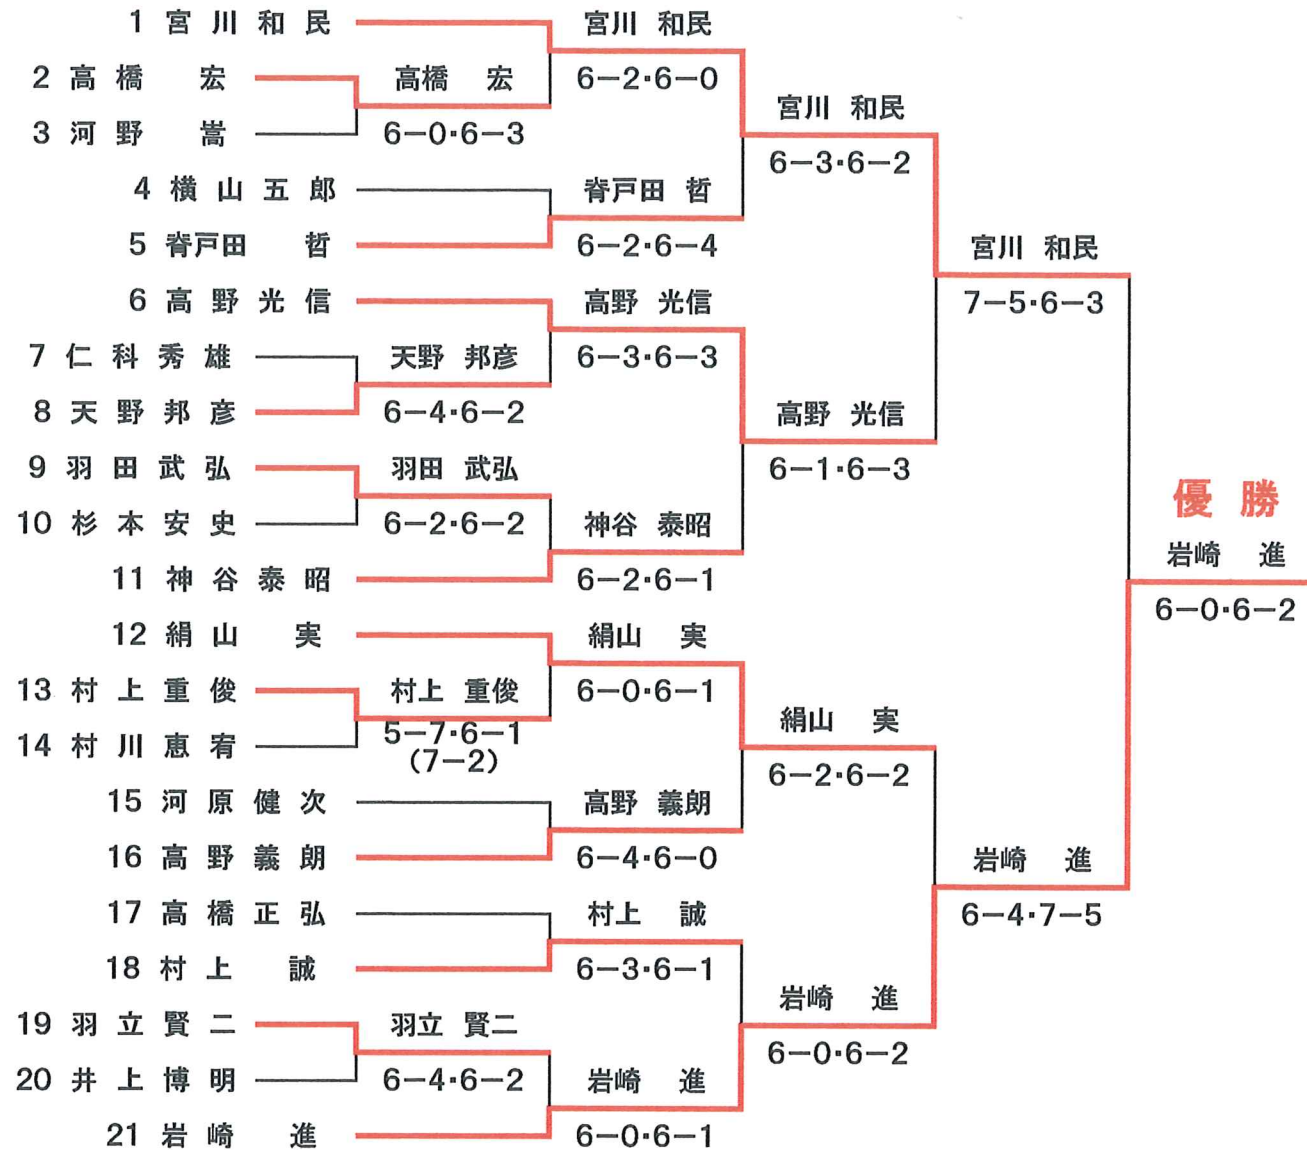 1 宮川和民
2 高橋 宏
3 河野 嵩
4 横山五郎
5 脊戸田 哲
6 高野光信
7 仁科秀雄
8 天野邦彦
9 羽田武弘
10 杉本安史
11 神谷泰昭
12 絹山 実
13 村上重俊
14 村川恵宥
15 河原健次
16 高野義朗
17 高橋正弘
18 村上 誠
19 羽立賢二
20 井上博明
21 岩崎 進
高橋 宏
6-0・6-3
天野 邦彦
6-4・6-2
羽田 武弘
6-2・6-2
村上 重俊
5-7・6-1
(7-2)
羽立 賢二
6-4・6-2
宮川 和民
6-2・6-0
脊戸田 哲
6-2・6-4
高野 光信
6-3・6-3
神谷 泰昭
6-2・6-1
絹山 実
6-0・6-1
高野 義朗
6-4・6-0
村上 誠
6-3・6-1
岩崎 進
6-0・6-1
宮川 和民
6-3・6-2
高野 光信
6-1・6-3
絹山 実
6-2・6-2
岩崎 進
6-0・6-2
宮川 和民
7-5・6-3
岩崎 進
6-4・7-5
優勝
岩崎 進
6-0・6-2